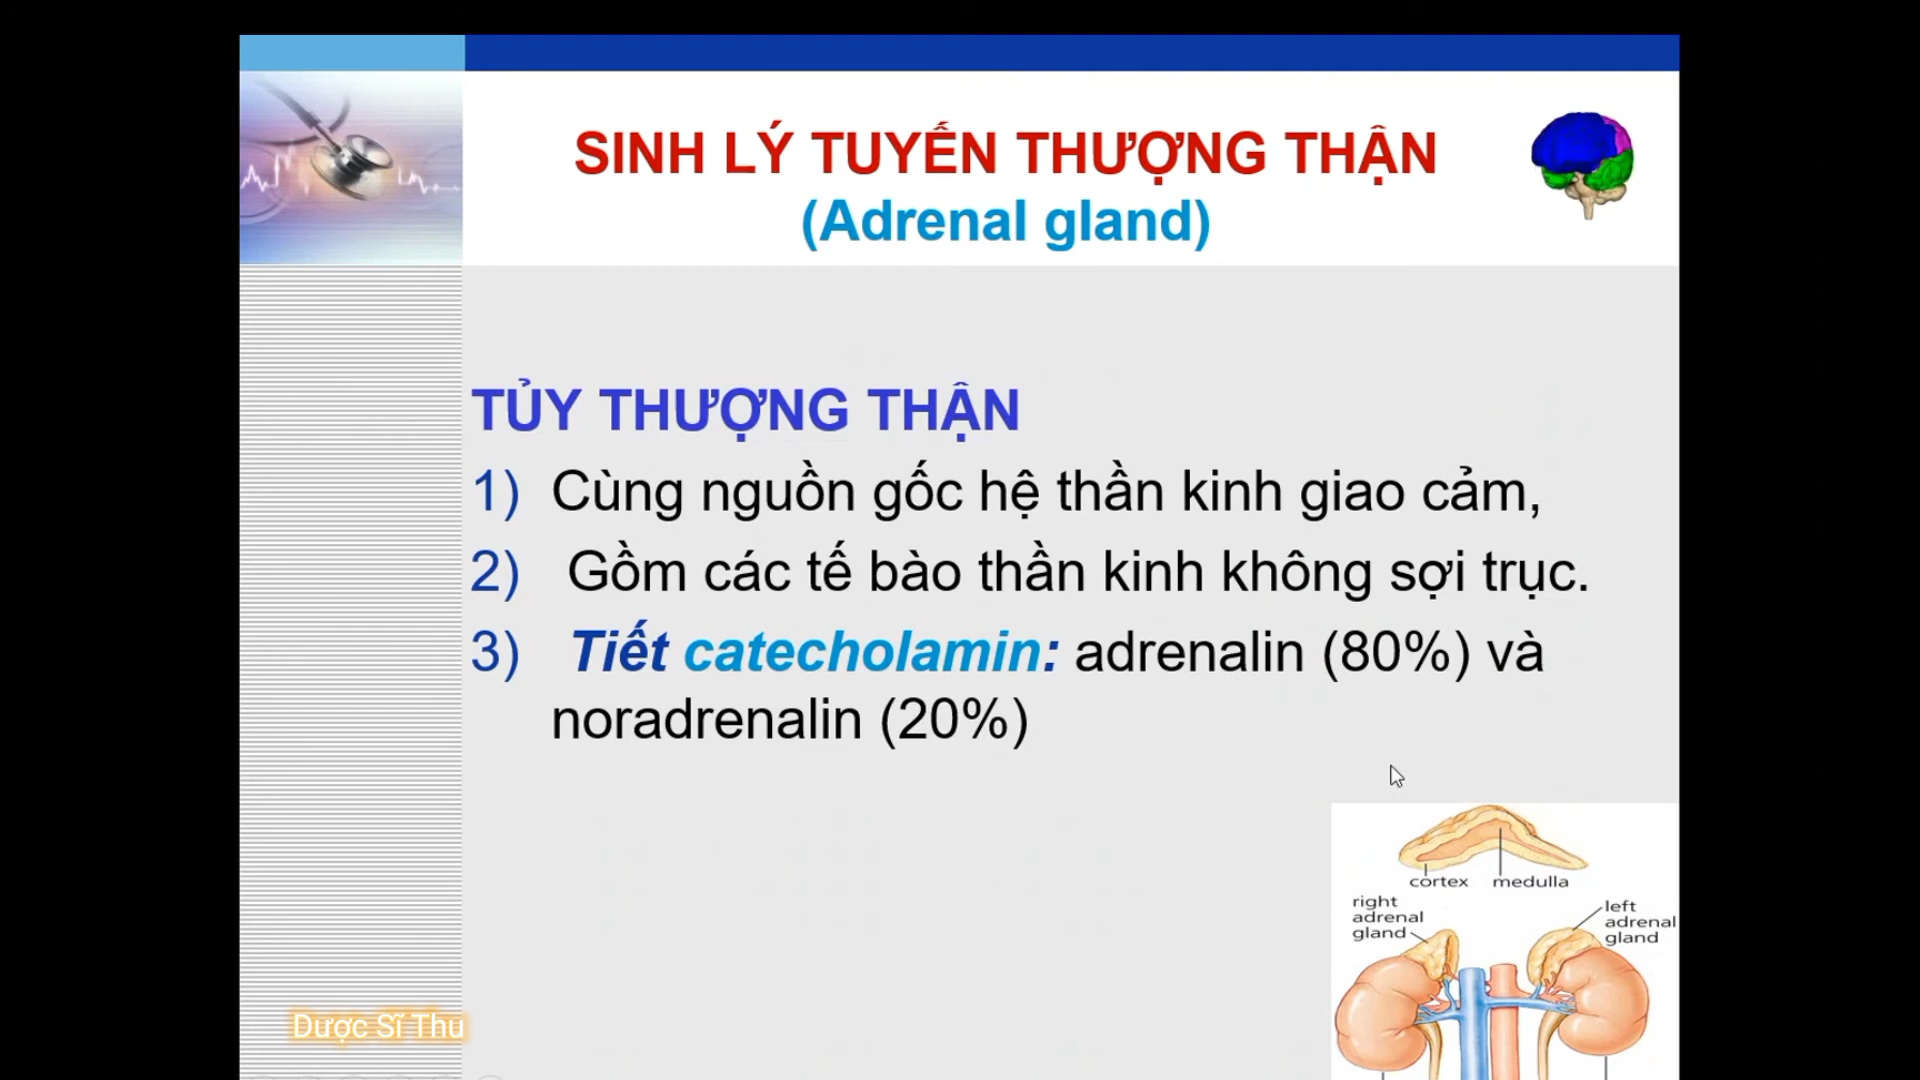 SINH LÝ TUYẾN THƯỢNG THẬN
(Adrenal gland)
TỦY THƯỢNG THẬN
1) Cùng nguồn gốc hệ thần kinh giao cảm,
2) Gồm các tế bào thần kinh không sợi trục.
3) Tiết catecholamin: adrenalin (80%) và
noradrenalin (20%)
cortex medulla
right
adrenal
gland
left
adrenal
gland
Dược Sĩ Thu